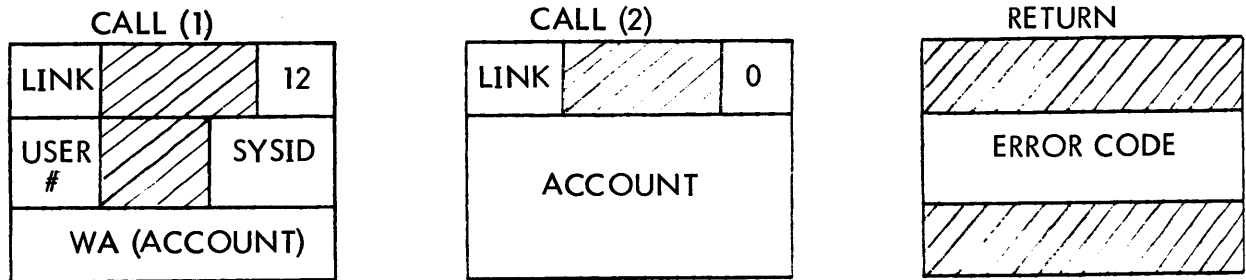 CALL (1)
LINK 12
USER # SYSID
WA (ACCOUNT)
CALL (2)
LINK 0
ACCOUNT
RETURN
ERROR CODE